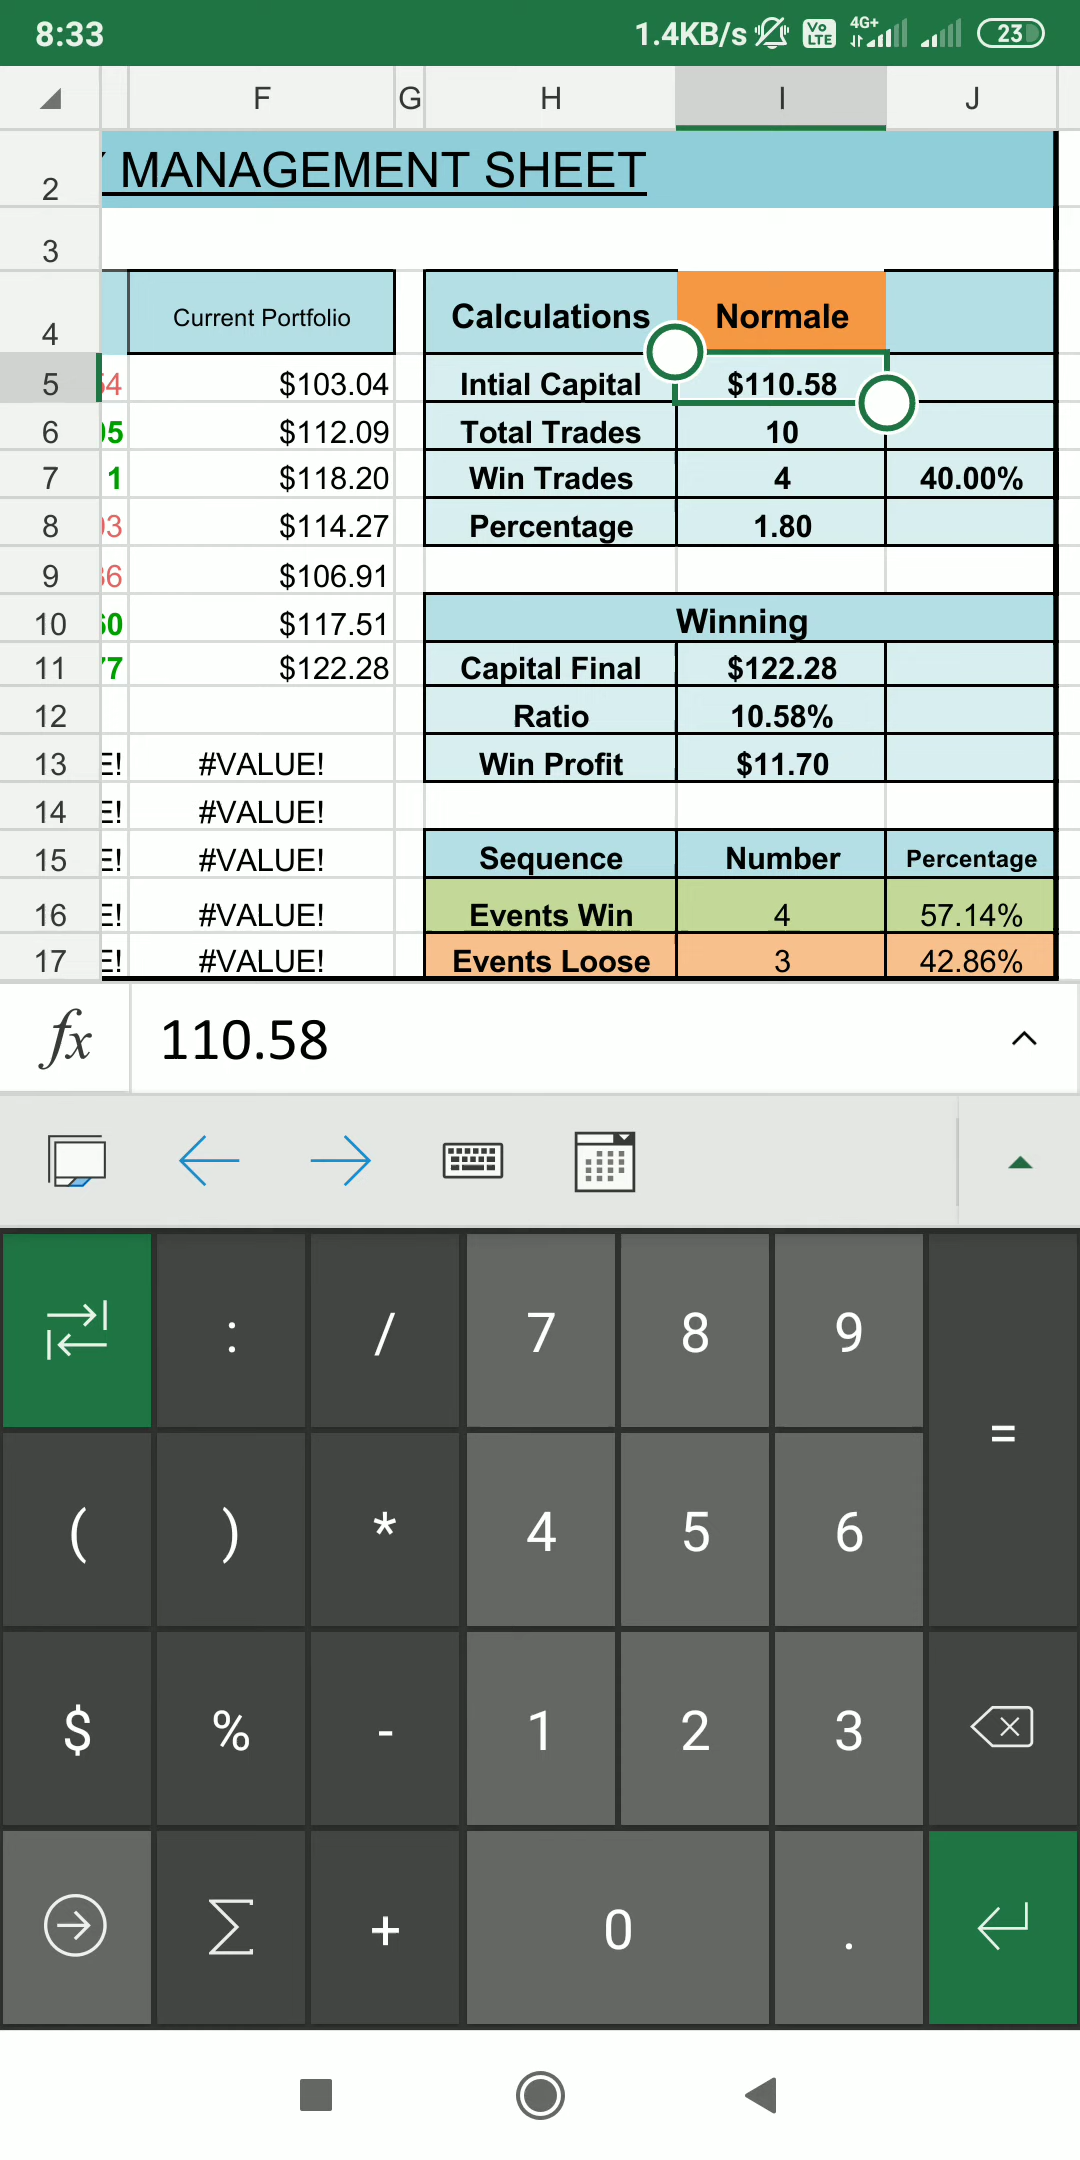 8:33 1.4KB/s Vo LTE 4G+ 23
F G H I J
2 MANAGEMENT SHEET
3
4 Current Portfolio Calculations Normale
5 $103.04 Intial Capital $110.58
6 $112.09 Total Trades 10
7 1 $118.20 Win Trades 4 40.00%
8 $114.27 Percentage 1.80
9 $106.91
10 $117.51 Winning
11 $122.28 Capital Final $122.28
12 Ratio 10.58%
13 E! #VALUE! Win Profit $11.70
14 E! #VALUE!
15 E! #VALUE! Sequence Number Percentage
16 E! #VALUE! Events Win 4 57.14%
17 E! #VALUE! Events Loose 3 42.86%
fx 110.58
: / 7 8 9
=
( ) * 4 5 6
$ % - 1 2 3
Σ + 0 .